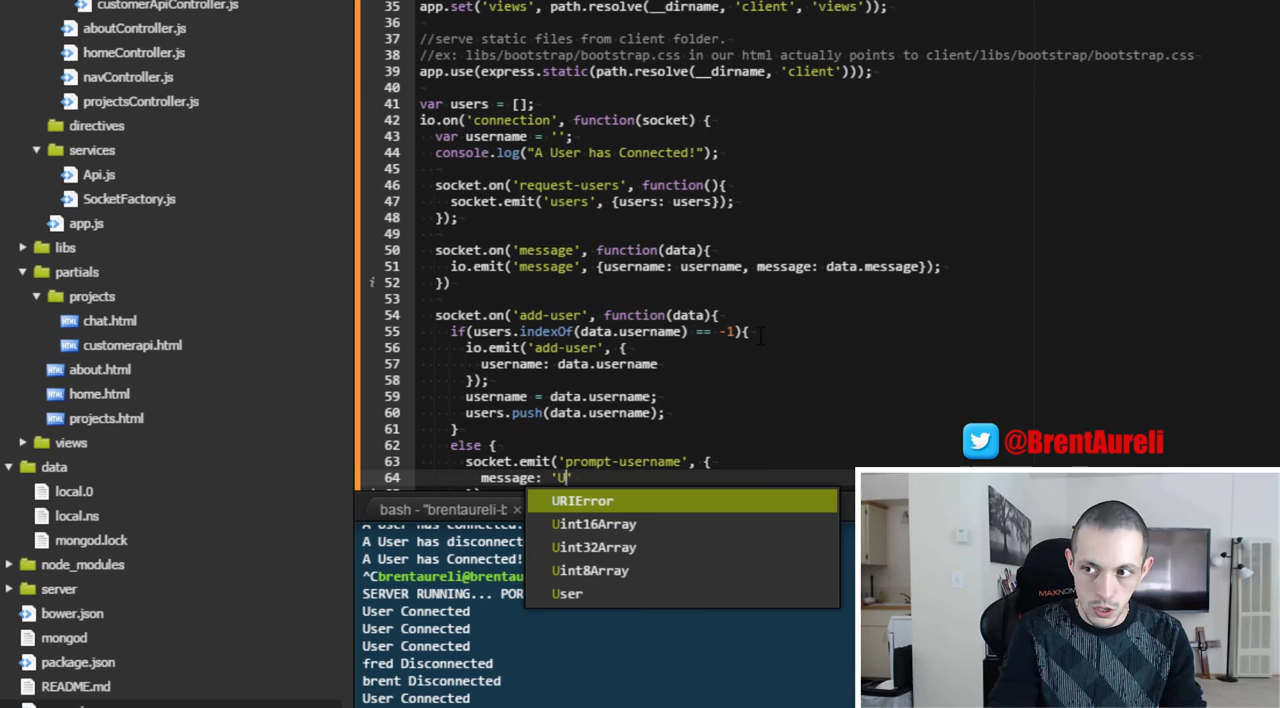 customerApiController.js
aboutController.js
homeController.js
navController.js
projectsController.js
directives
services
Api.js
SocketFactory.js
app.js
libs
partials
projects
chat.html
customerapi.html
about.html
home.html
projects.html
views
data
local.0
local.ns
mongod.lock
node_modules
server
bower.json
mongod
package.json
README.md
35 app.set('views', path.resolve(__dirname, 'client', 'views'));
36
37 //serve static files from client folder.
38 //ex: libs/bootstrap/bootstrap.css in our html actually points to client/libs/bootstrap/bootstrap.css
39 app.use(express.static(path.resolve(__dirname, 'client')));
40
41 var users = [];
42 io.on('connection', function(socket) {
43 var username = '';
44 console.log("A User has Connected!");
45
46 socket.on('request-users', function(){
47 socket.emit('users', {users: users});
48 });
49
50 socket.on('message', function(data){
51 io.emit('message', {username: username, message: data.message});
52 })
53
54 socket.on('add-user', function(data){
55 if(users.indexOf(data.username) == -1){
56 io.emit('add-user', {
57 username: data.username
58 });
59 username = data.username;
60 users.push(data.username);
61 }
62 else {
63 socket.emit('prompt-username', {
64 message: 'U'
URIError
Uint16Array
Uint32Array
Uint8Array
User
bash - "brentaureli-b ×
A User has Connected.
A User has disconnect
A User has Connected!
^Cbrentaureli@brentau
SERVER RUNNING... POR
User Connected
User Connected
User Connected
fred Disconnected
brent Disconnected
User Connected
@BrentAureli
MAXNOM